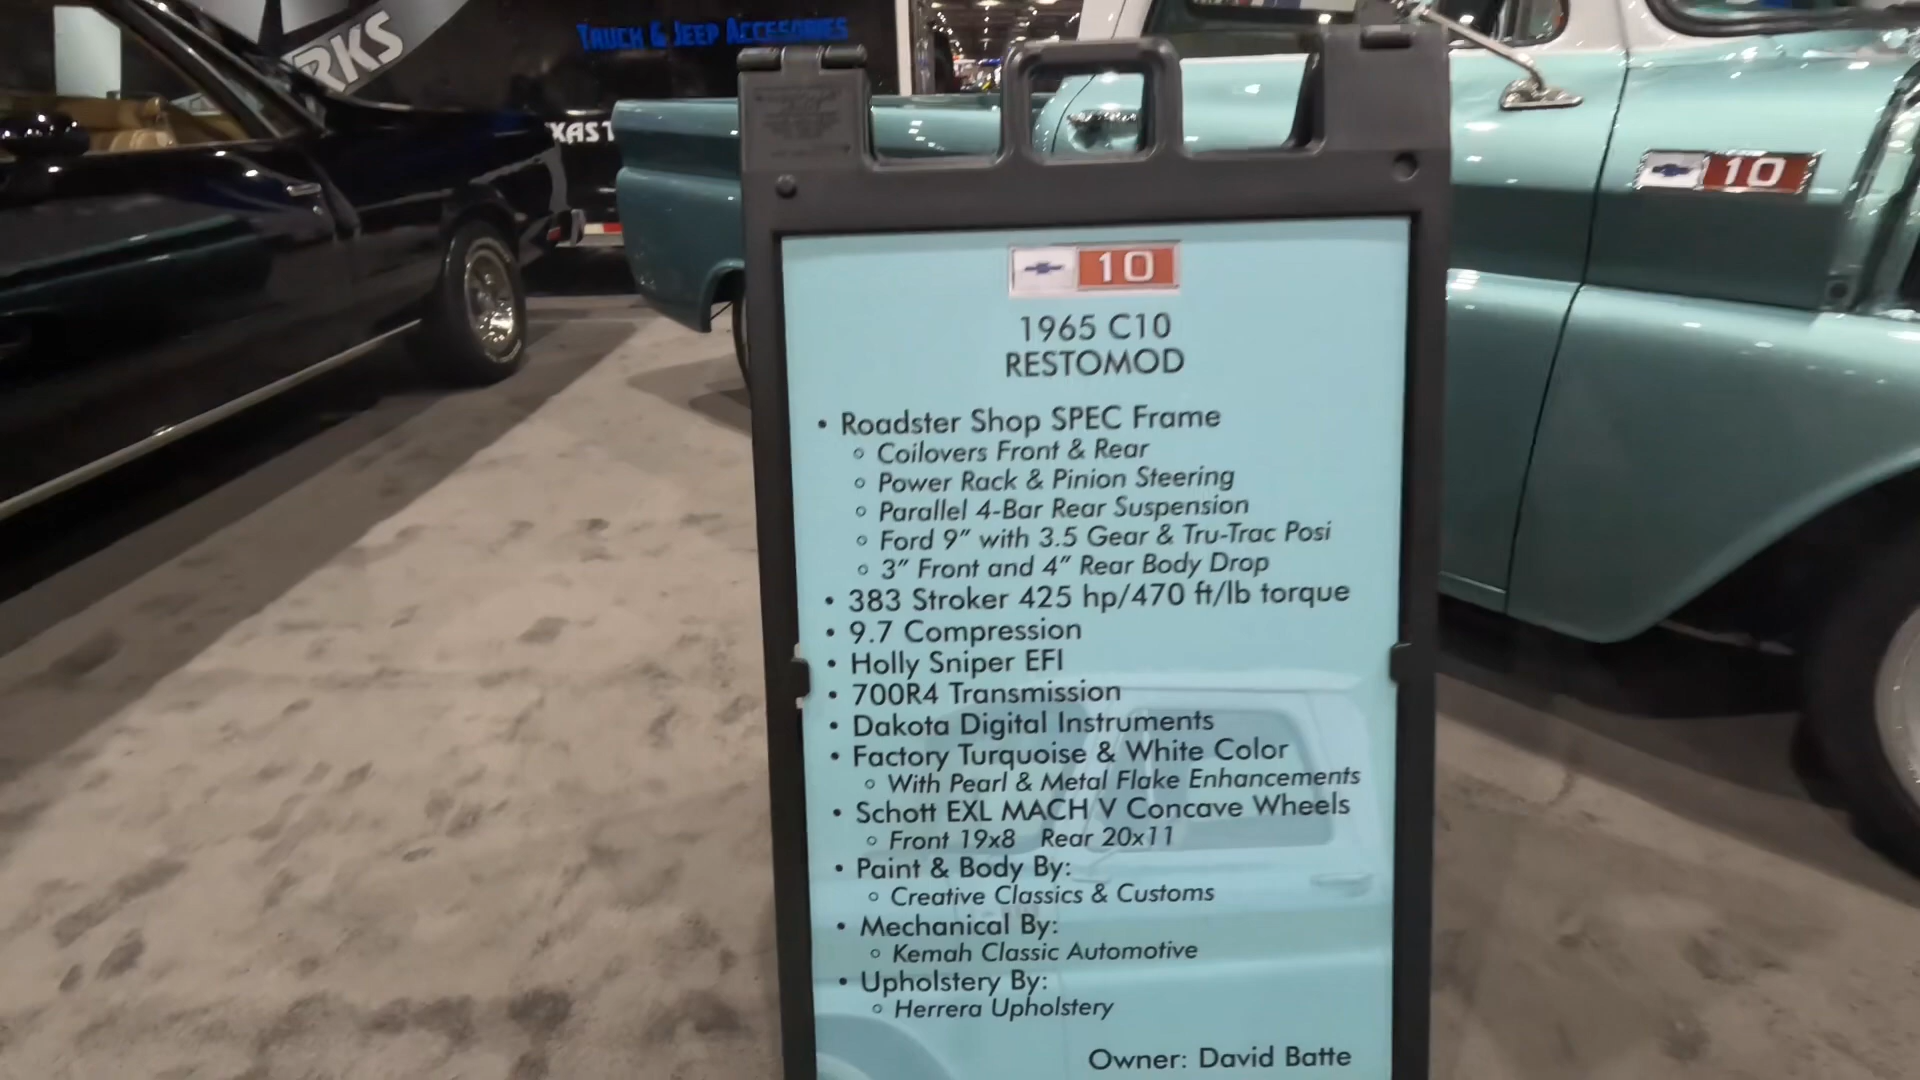 RKS
TRUCK & JEEP ACCESSORIES
XAS T
10
10
1965 C10
RESTOMOD
• Roadster Shop SPEC Frame
◦ Coilovers Front & Rear
◦ Power Rack & Pinion Steering
◦ Parallel 4-Bar Rear Suspension
◦ Ford 9" with 3.5 Gear & Tru-Trac Posi
◦ 3" Front and 4" Rear Body Drop
• 383 Stroker 425 hp/470 ft/lb torque
• 9.7 Compression
• Holly Sniper EFI
• 700R4 Transmission
• Dakota Digital Instruments
• Factory Turquoise & White Color
◦ With Pearl & Metal Flake Enhancements
• Schott EXL MACH V Concave Wheels
◦ Front 19x8 Rear 20x11
• Paint & Body By:
◦ Creative Classics & Customs
• Mechanical By:
◦ Kemah Classic Automotive
• Upholstery By:
◦ Herrera Upholstery
Owner: David Batte